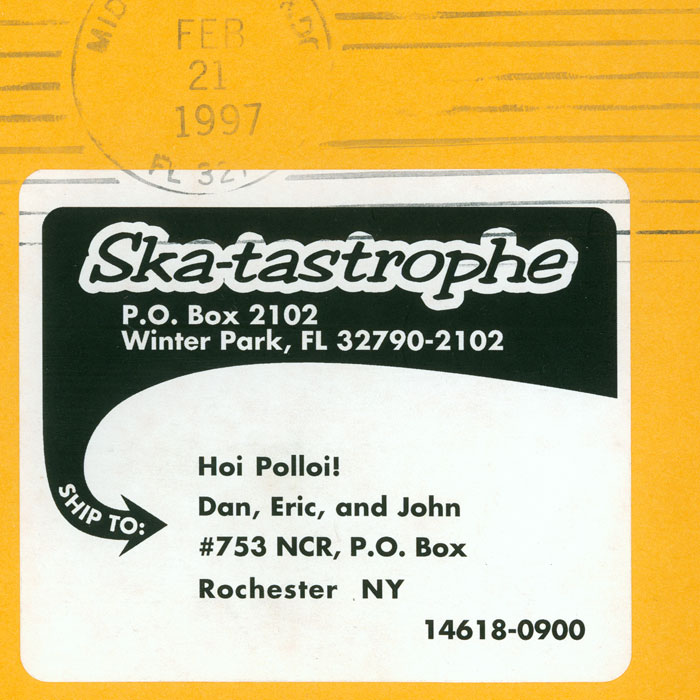 FEB
21
1997
FL
Ska-tastrophe
P.O. Box 2102
Winter Park, FL 32790-2102
SHIP TO:
Hoi Polloi!
Dan, Eric, and John
#753 NCR, P.O. Box
Rochester NY
14618-0900